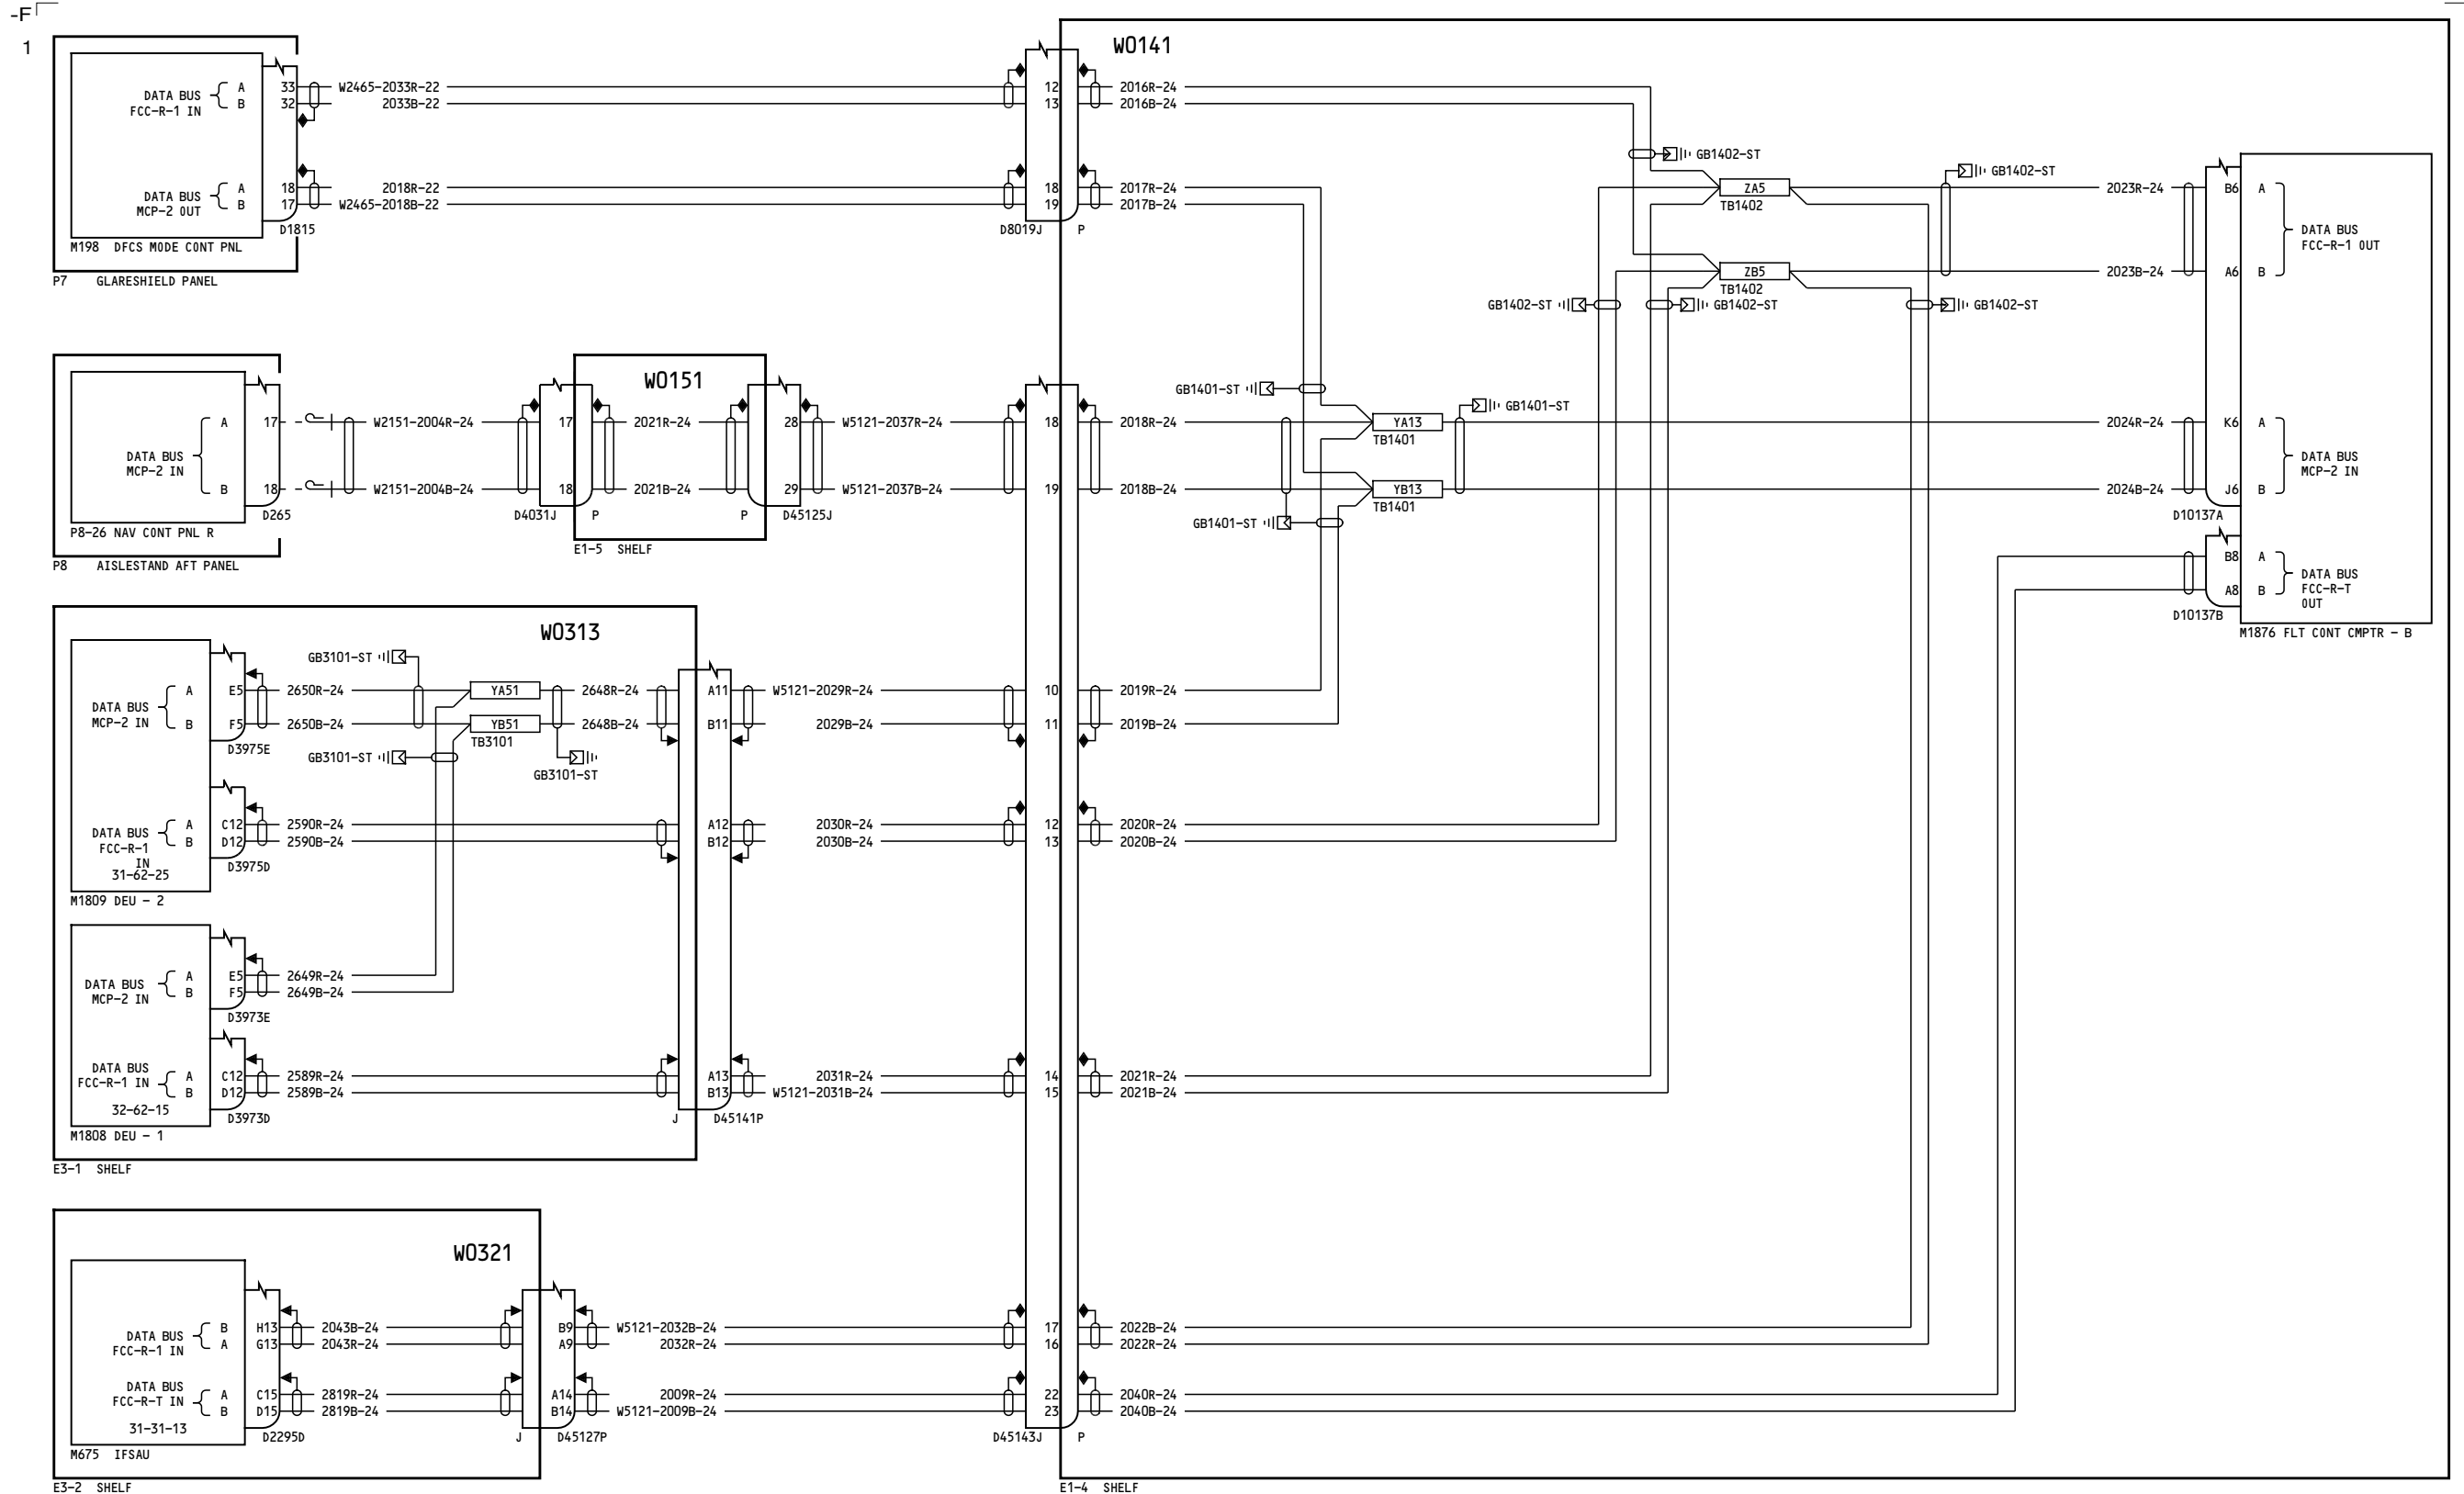 -F
1
W0141
33 W2465-2033R-22 12 2016R-24
32 2033B-22 13 2016B-24
A
B
DATA BUS
FCC-R-1 IN
18 2018R-22 18 2017R-24
17 W2465-2018B-22 19 2017B-24
A
B
DATA BUS
MCP-2 OUT
D1815
D8019J P
M198 DFCS MODE CONT PNL
P7 GLARESHIELD PANEL
GB1402-ST
GB1402-ST
ZA5
TB1402
2023R-24 B6 A
ZB5
TB1402
2023B-24 A6 B
DATA BUS
FCC-R-1 OUT
GB1402-ST
GB1402-ST
GB1402-ST
W0151
A 17 W2151-2004R-24 17 2021R-24 28 W5121-2037R-24 18 2018R-24
DATA BUS
MCP-2 IN
B 18 W2151-2004B-24 18 2021B-24 29 W5121-2037B-24 19 2018B-24
D265
D4031J P
P D45125J
P8-26 NAV CONT PNL R
P8 AISLESTAND AFT PANEL
E1-5 SHELF
GB1401-ST
GB1401-ST
YA13
TB1401
2024R-24 K6 A
YB13
TB1401
2024B-24 J6 B
DATA BUS
MCP-2 IN
GB1401-ST
D10137A
B8 A
A8 B
DATA BUS
FCC-R-T
OUT
D10137B
M1876 FLT CONT CMPTR - B
W0313
GB3101-ST
A E5 2650R-24 YA51 2648R-24 A11 W5121-2029R-24 10 2019R-24
DATA BUS
MCP-2 IN
B F5 2650B-24 YB51 2648B-24 B11 2029B-24 11 2019B-24
D3975E
TB3101
GB3101-ST
GB3101-ST
A C12 2590R-24 A12 2030R-24 12 2020R-24
B D12 2590B-24 B12 2030B-24 13 2020B-24
DATA BUS
FCC-R-1
IN
31-62-25
D3975D
M1809 DEU - 2
A E5 2649R-24
B F5 2649B-24
DATA BUS
MCP-2 IN
D3973E
DATA BUS
FCC-R-1 IN
A C12 2589R-24 A13 2031R-24 14 2021R-24
B D12 2589B-24 B13 W5121-2031B-24 15 2021B-24
32-62-15
D3973D
J D45141P
M1808 DEU - 1
E3-1 SHELF
W0321
B H13 2043B-24 B9 W5121-2032B-24 17 2022B-24
A G13 2043R-24 A9 2032R-24 16 2022R-24
DATA BUS
FCC-R-1 IN
DATA BUS
FCC-R-T IN
A C15 2819R-24 A14 2009R-24 22 2040R-24
B D15 2819B-24 B14 W5121-2009B-24 23 2040B-24
31-31-13
D2295D
J D45127P
D45143J P
M675 IFSAU
E3-2 SHELF
E1-4 SHELF